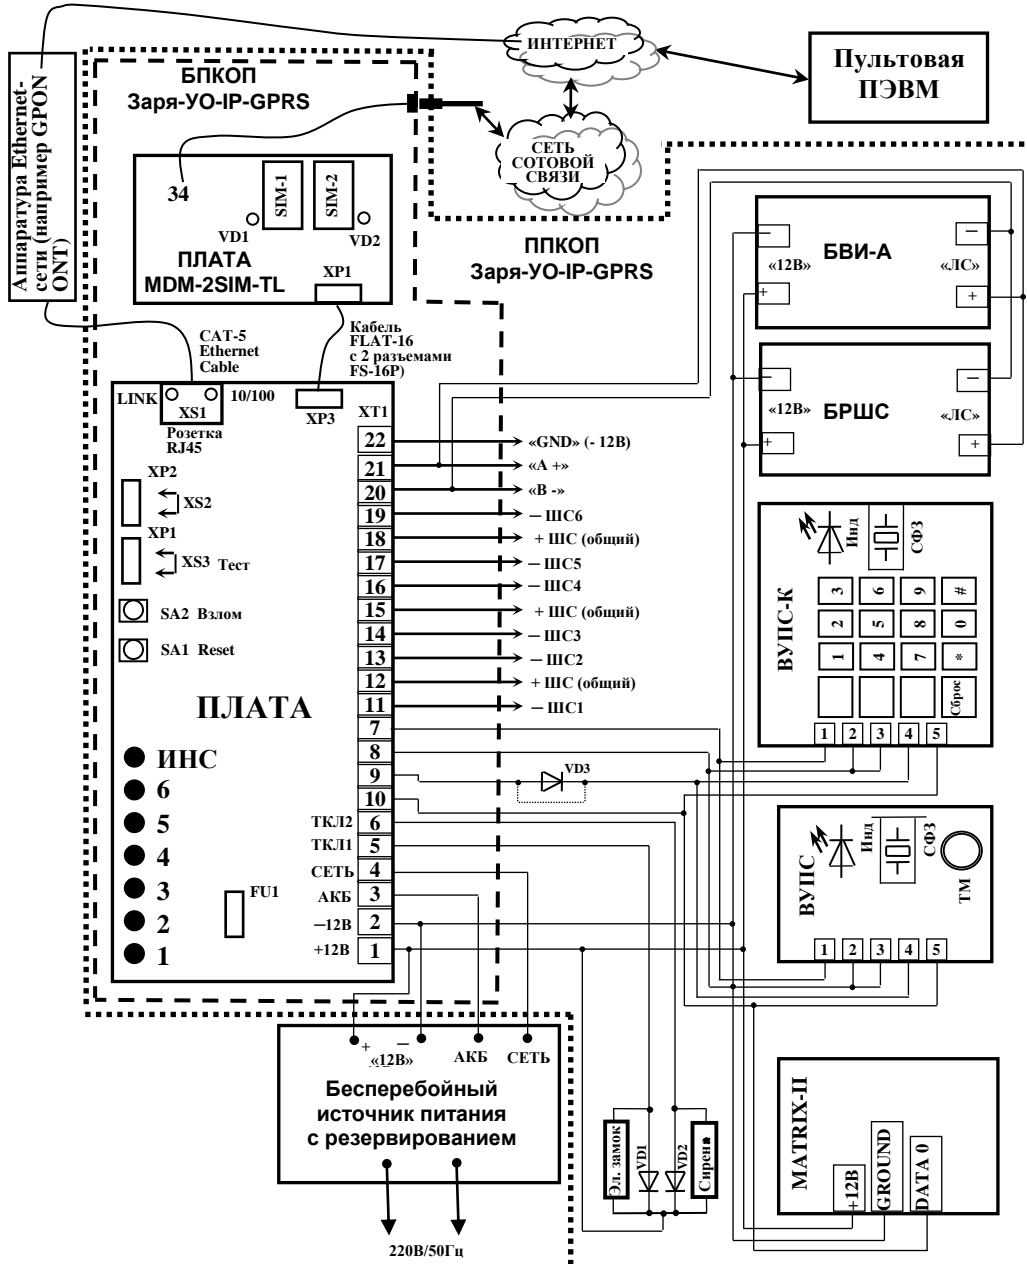 ИНТЕРНЕТ
Пультовая
ПЭВМ
СЕТЬ
СОТОВОЙ
СВЯЗИ
Аппаратура Ethernet-
сети (например GPON
ONT)
БПКОП
Заря-УО-IP-GPRS
34
SIM-1
SIM-2
VD1
VD2
ПЛАТА
MDM-2SIM-TL
XP1
ППКОП
Заря-УО-IP-GPRS
CAT-5
Ethernet
Cable
Кабель
FLAT-16
с 2 разъемами
FS-16P)
LINK
XS1
10/100
Розетка
RJ45
XP3
XT1
XP2
XS2
XP1
XS3 Тест
SA2 Взлом
SA1 Reset
ПЛАТА
ИНС
6
5
4
3
2
1
FU1
22
«GND» (- 12В)
21
«А +»
20
«В -»
19
— ШС6
18
+ ШС (общий)
17
— ШС5
16
— ШС4
15
+ ШС (общий)
14
— ШС3
13
— ШС2
12
+ ШС (общий)
11
— ШС1
7
8
9
10
ТКЛ2 6
ТКЛ1 5
СЕТЬ 4
АКБ 3
—12В 2
+12В 1
VD3
БВИ-А
«12В»
«ЛС»
—
+
—
+
БРШС
«12В»
«ЛС»
—
+
—
+
ВУПС-К
Инд
СФЗ
3 6 9 #
2 5 8 0
1 4 7 *
Сброс
1 2 3 4 5
ВУПС
Инд
СФЗ
ТМ
1 2 3 4 5
MATRIX-II
+12В
GROUND
DATA 0
+ —
«12В»
АКБ
СЕТЬ
Бесперебойный
источник питания
с резервированием
220В/50Гц
Эл. замок
VD1
VD2
Сирена